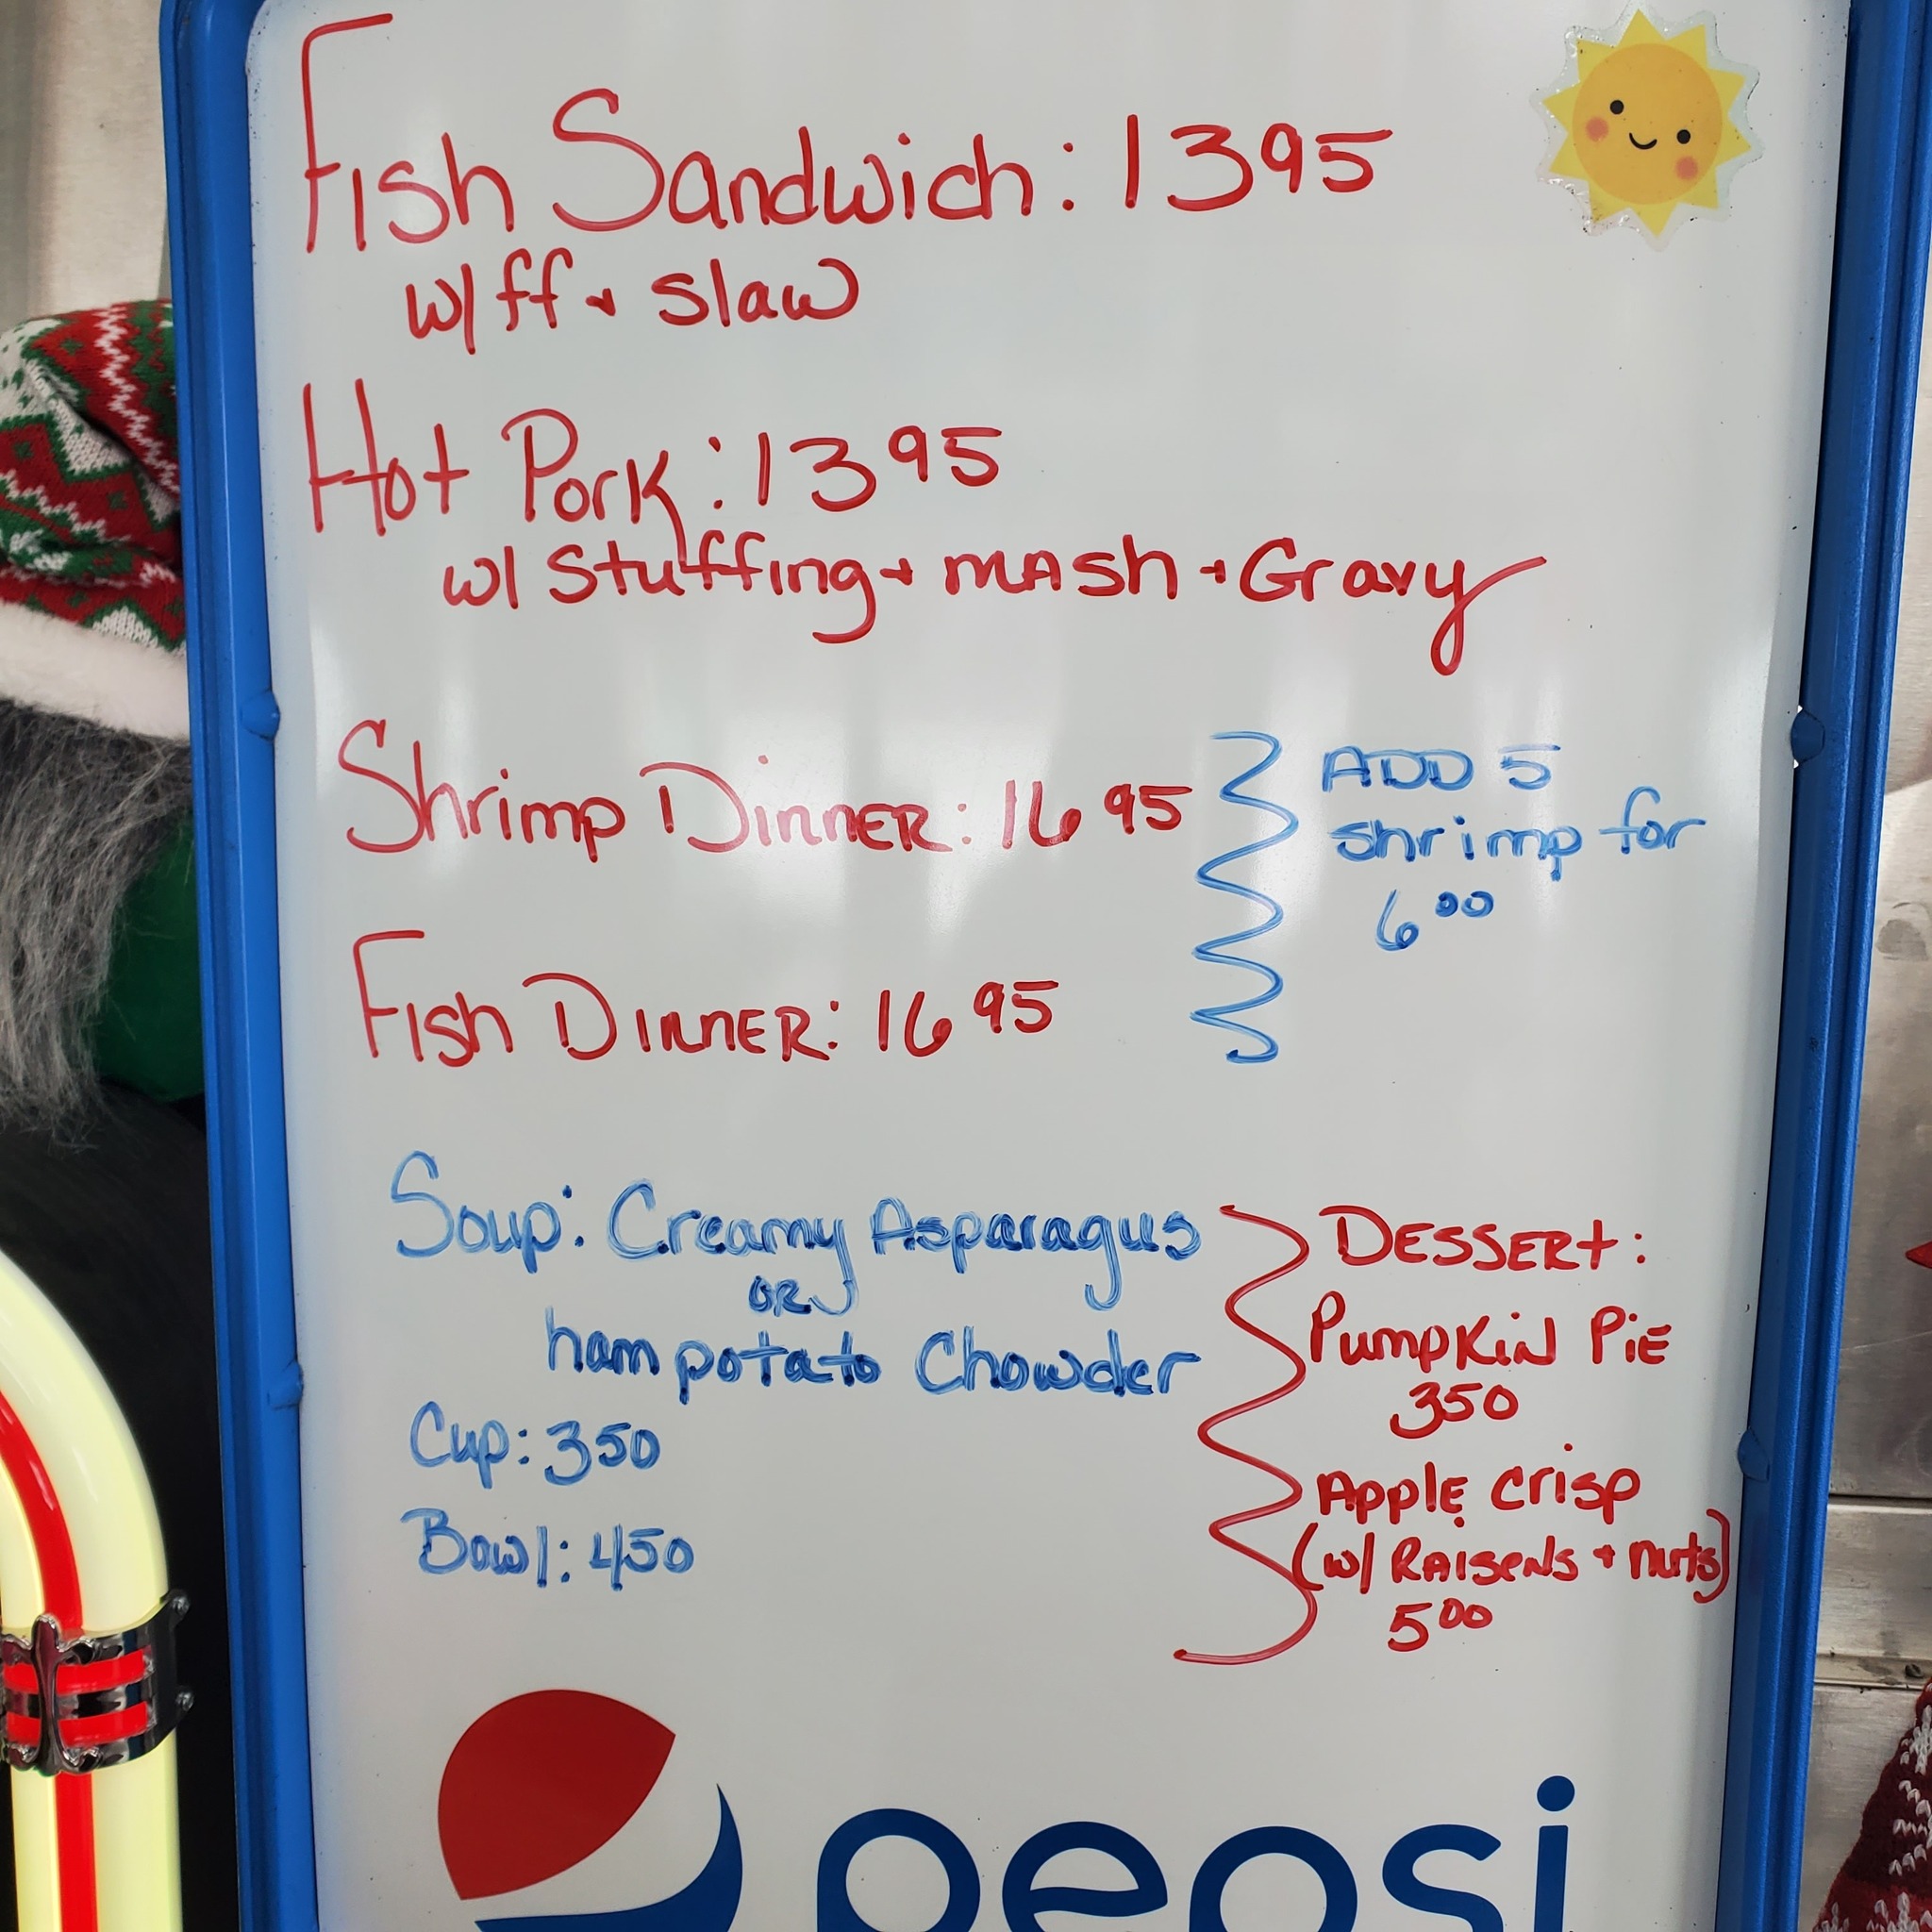 Fish Sandwich: 1395
w/ ff + slaw
Hot Pork: 1395
w/ Stuffing + mash + Gravy
Shrimp Dinner: 1695
ADD 5
shrimp for
600
Fish Dinner: 1695
Soup: Creamy Asparagus
OR
ham potato Chowder
Cup: 350
Bowl: 450
DESSERt:
Pumpkin Pie
350
Apple crisp
(w/ RAISENS + nuts)
500
pepsi